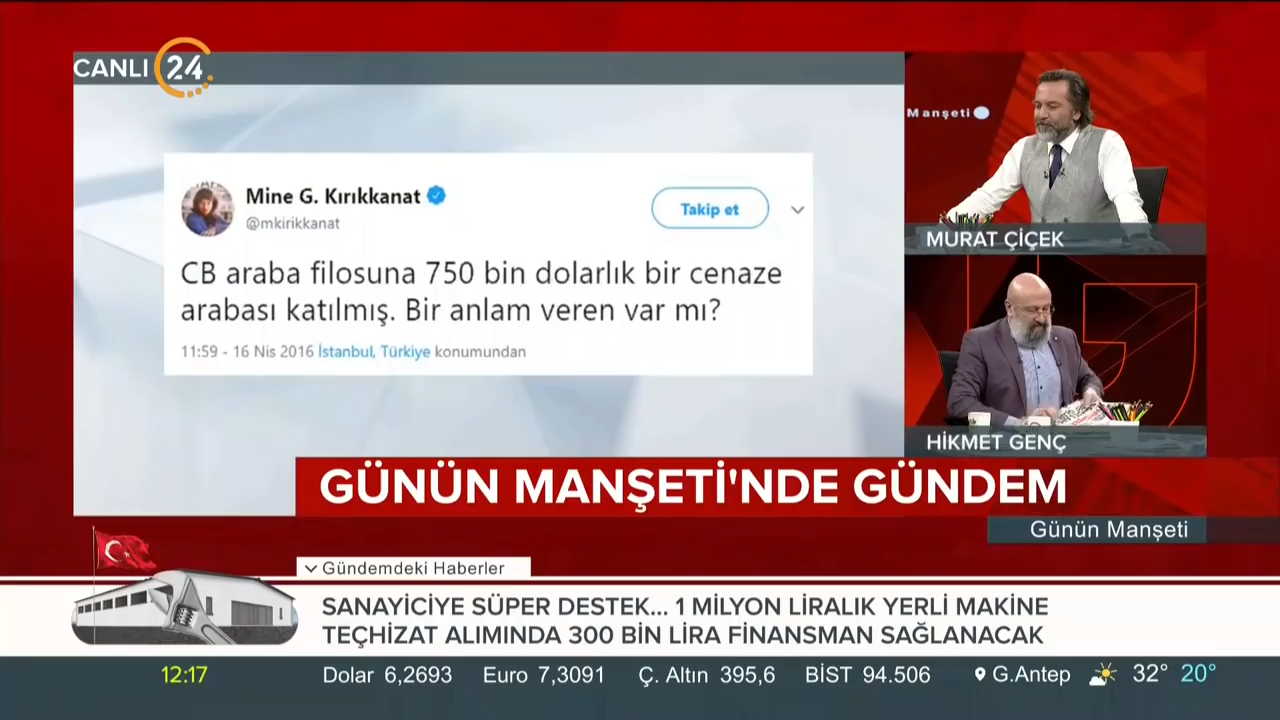 CANLI 24
Manşeti
Mine G. Kırıkkanat
@mkirikkanat
Takip et
CB araba filosuna 750 bin dolarlık bir cenaze
arabası katılmış. Bir anlam veren var mı?
11:59 - 16 Nis 2016 İstanbul, Türkiye konumundan
MURAT ÇİÇEK
HİKMET GENÇ
GÜNÜN MANŞETİ'NDE GÜNDEM
Günün Manşeti
Gündemdeki Haberler
SANAYİCİYE SÜPER DESTEK... 1 MİLYON LİRALIK YERLİ MAKİNE
TEÇHİZAT ALIMINDA 300 BİN LİRA FİNANSMAN SAĞLANACAK
12:17 Dolar 6,2693 Euro 7,3091 Ç. Altın 395,6 BİST 94.506 G.Antep 32° 20°